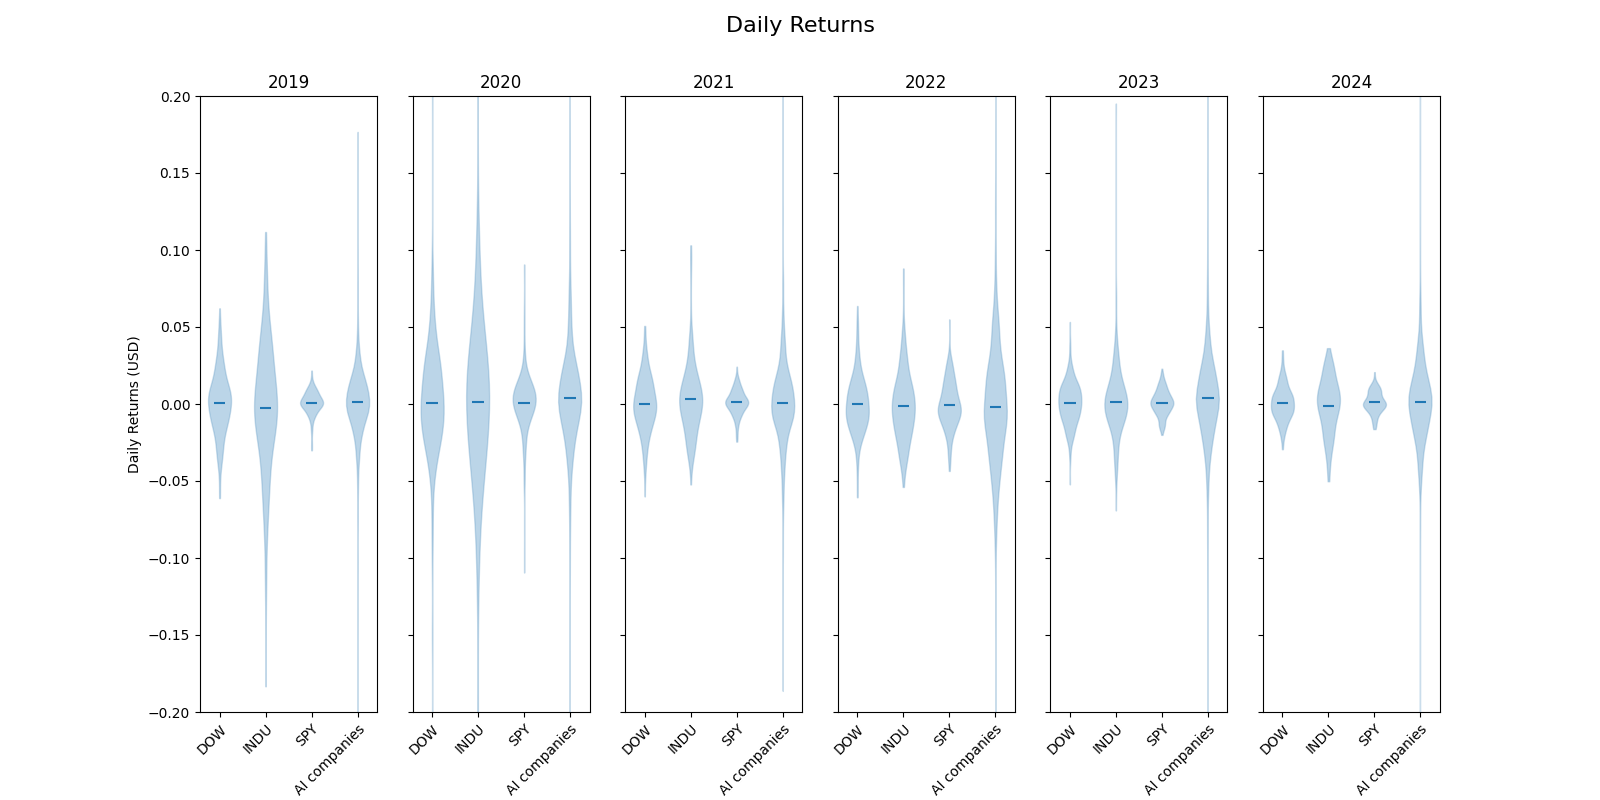 Daily Returns
2019
2020
2021
2022
2023
2024
Daily Returns (USD)
0.20
0.15
0.10
0.05
0.00
−0.05
−0.10
−0.15
−0.20
DOW
INDU
SPY
AI companies
DOW
INDU
SPY
AI companies
DOW
INDU
SPY
AI companies
DOW
INDU
SPY
AI companies
DOW
INDU
SPY
AI companies
DOW
INDU
SPY
AI companies